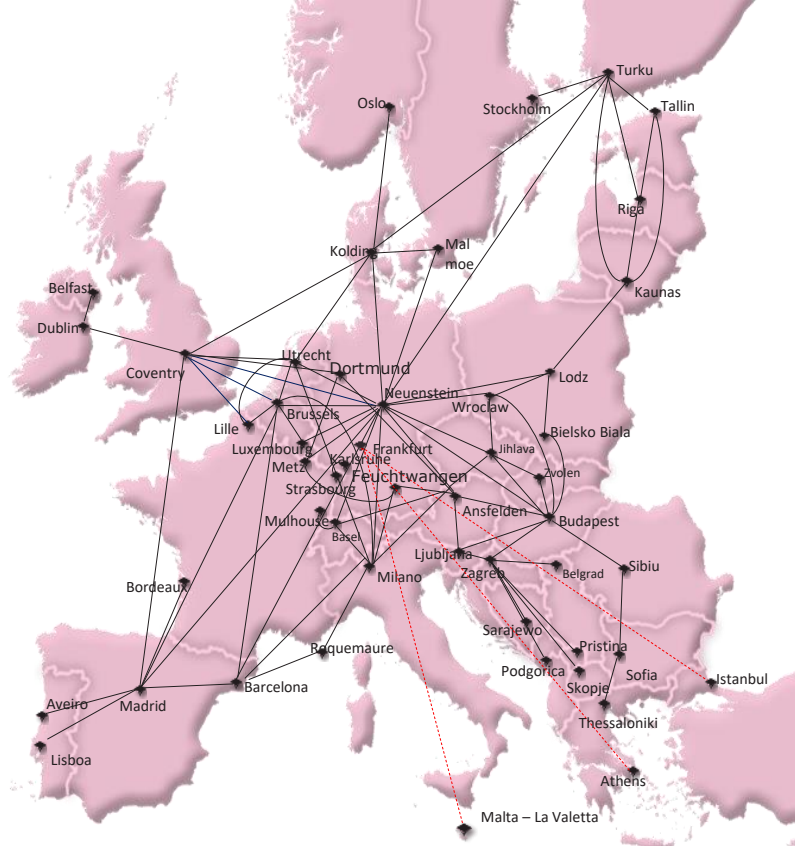 Turku
Oslo
Stockholm
Tallin
Riga
Kolding
Mal
moe
Belfast
Kaunas
Dublin
Utrecht
Coventry
Dortmund
Lodz
Neuenstein
Wroclaw
Brussels
Lille
Bielsko Biala
Luxembourg
Frankfurt
Jihlava
Metz
Karlsruhe
Zvolen
Feuchtwangen
Strasbourg
Ansfelden
Mulhouse
Budapest
Basel
Ljubljana
Zagreb
Sibiu
Milano
Belgrad
Bordeaux
Sarajewo
Roquemaure
Pristina
Podgorica
Sofia
Istanbul
Skopje
Barcelona
Aveiro
Madrid
Thessaloniki
Lisboa
Athens
Malta – La Valetta